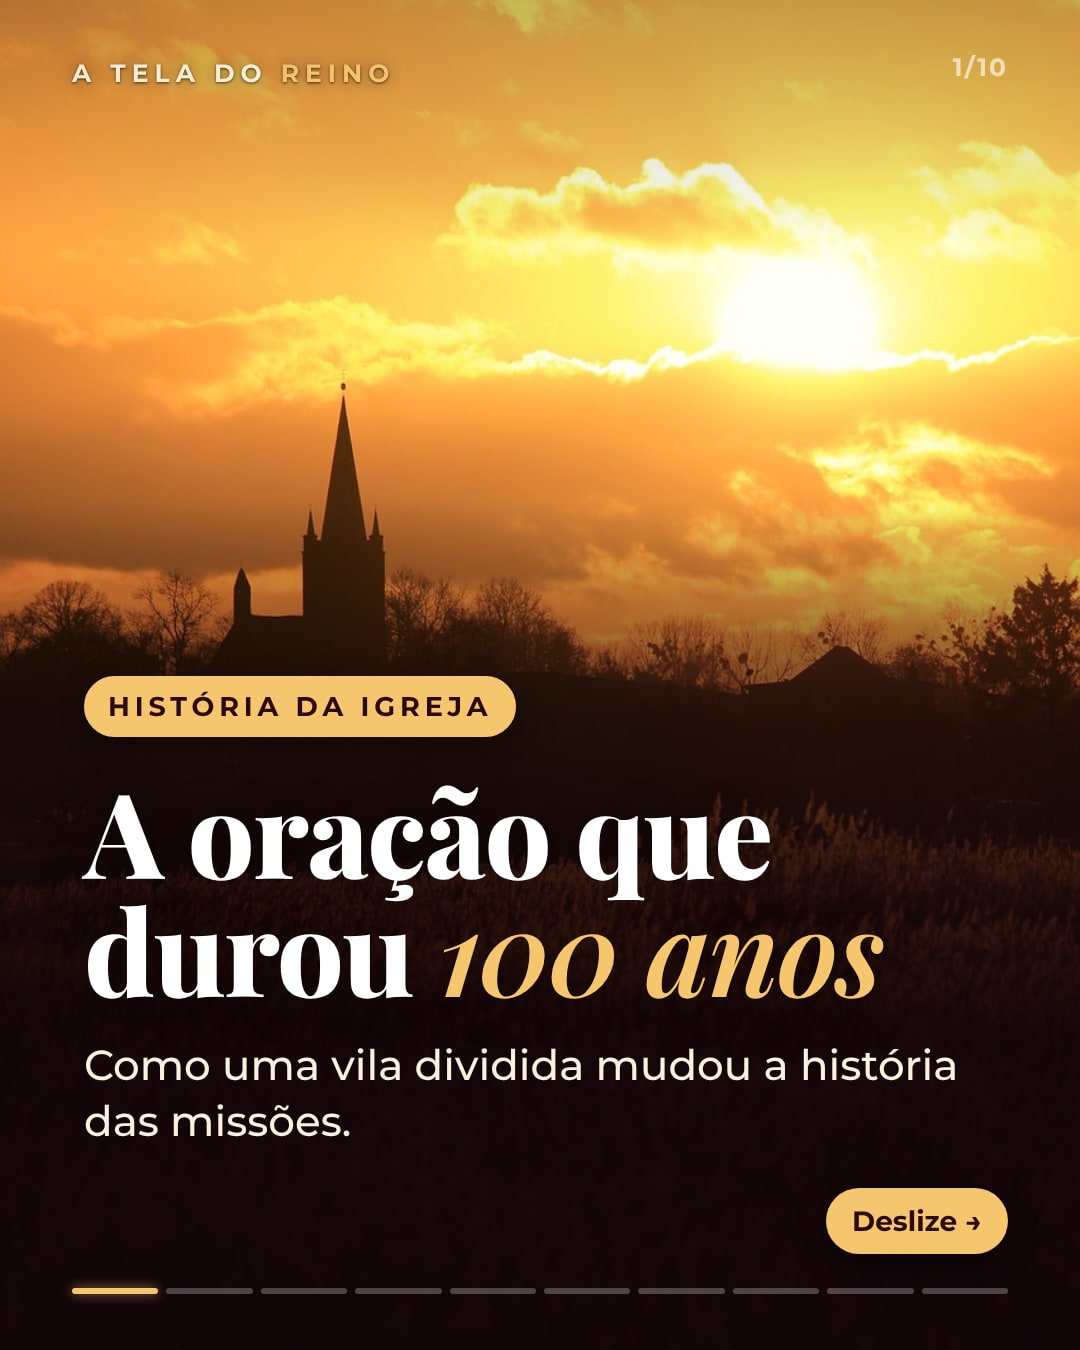 A TELA DO REINO
1/10
HISTÓRIA DA IGREJA
A oração que
durou 100 anos
Como uma vila dividida mudou a história
das missões.
Deslize →